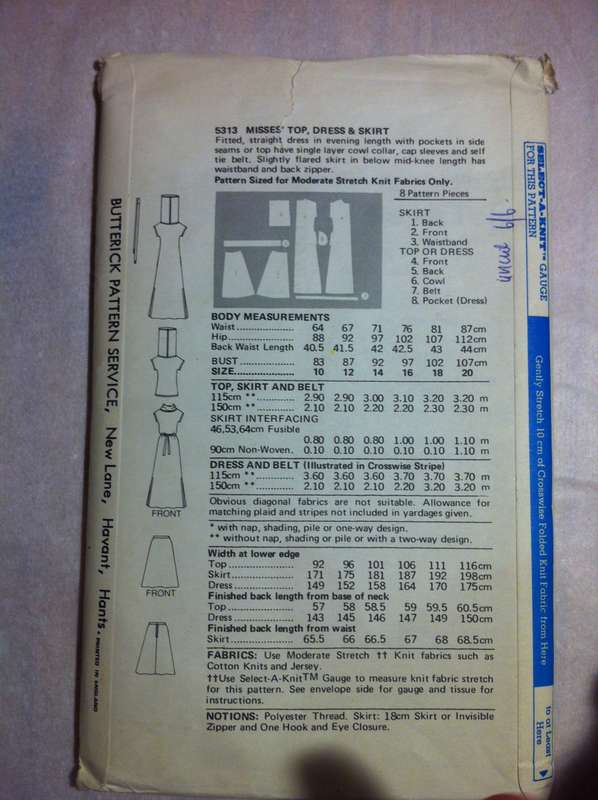 5313 MISSES' TOP, DRESS & SKIRT
Fitted, straight dress in evening length with pockets in side
seams or top have single layer cowl collar, cap sleeves and self
tie belt. Slightly flared skirt in below mid-knee length has
waistband and back zipper.
Pattern Sized for Moderate Stretch Knit Fabrics Only.
8 Pattern Pieces
SKIRT
1. Back
2. Front
3. Waistband
TOP OR DRESS
4. Front
5. Back
6. Cowl
7. Belt
8. Pocket (Dress)
BODY MEASUREMENTS
Waist..................... 64 67 71 76 81 87cm
Hip........................ 88 92 97 102 107 112cm
Back Waist Length 40.5 41.5 42 42.5 43 44cm
BUST .................... 83 87 92 97 102 107cm
SIZE...................... 10 12 14 16 18 20
TOP, SKIRT AND BELT
115cm **.............. 2.90 2.90 3.00 3.10 3.20 3.20 m
150cm **.............. 2.10 2.10 2.20 2.20 2.30 2.30 m
SKIRT INTERFACING
46,53,64cm Fusible
0.80 0.80 0.80 1.00 1.00 1.10 m
90cm Non-Woven. 0.10 0.10 0.10 0.10 0.10 1.10 m
DRESS AND BELT (Illustrated in Crosswise Stripe)
115cm **.............. 3.60 3.60 3.60 3.70 3.70 3.70 m
150cm **.............. 2.10 2.10 2.10 2.20 3.20 3.20 m
Obvious diagonal fabrics are not suitable. Allowance for
matching plaid and stripes not included in yardages given.
* with nap, shading, pile or one-way design.
** without nap, shading or pile or with a two-way design.
Width at lower edge
Top........................ 92 96 101 106 111 116cm
Skirt...................... 171 175 181 187 192 198cm
Dress..................... 149 152 158 164 170 175cm
Finished back length from base of neck
Top........................ 57 58 58.5 59 59.5 60.5cm
Dress..................... 143 145 146 147 149 150cm
Finished back length from waist
Skirt...................... 65.5 66 66.5 67 68 68.5cm
FABRICS: Use Moderate Stretch †† Knit fabrics such as
Cotton Knits and Jersey.
††Use Select-A-Knit™ Gauge to measure knit fabric stretch
for this pattern. See envelope side for gauge and tissue for
instructions.
NOTIONS: Polyester Thread. Skirt: 18cm Skirt or Invisible
Zipper and One Hook and Eye Closure.
FRONT
FRONT
BUTTERICK PATTERN SERVICE, New Lane, Havant, Hants • PRINTED IN ENGLAND
SELECT-A-KNIT™ GAUGE
FOR THIS PATTERN
Gently Stretch 10 cm of Crosswise Folded Knit Fabric from Here
to at Least
Here